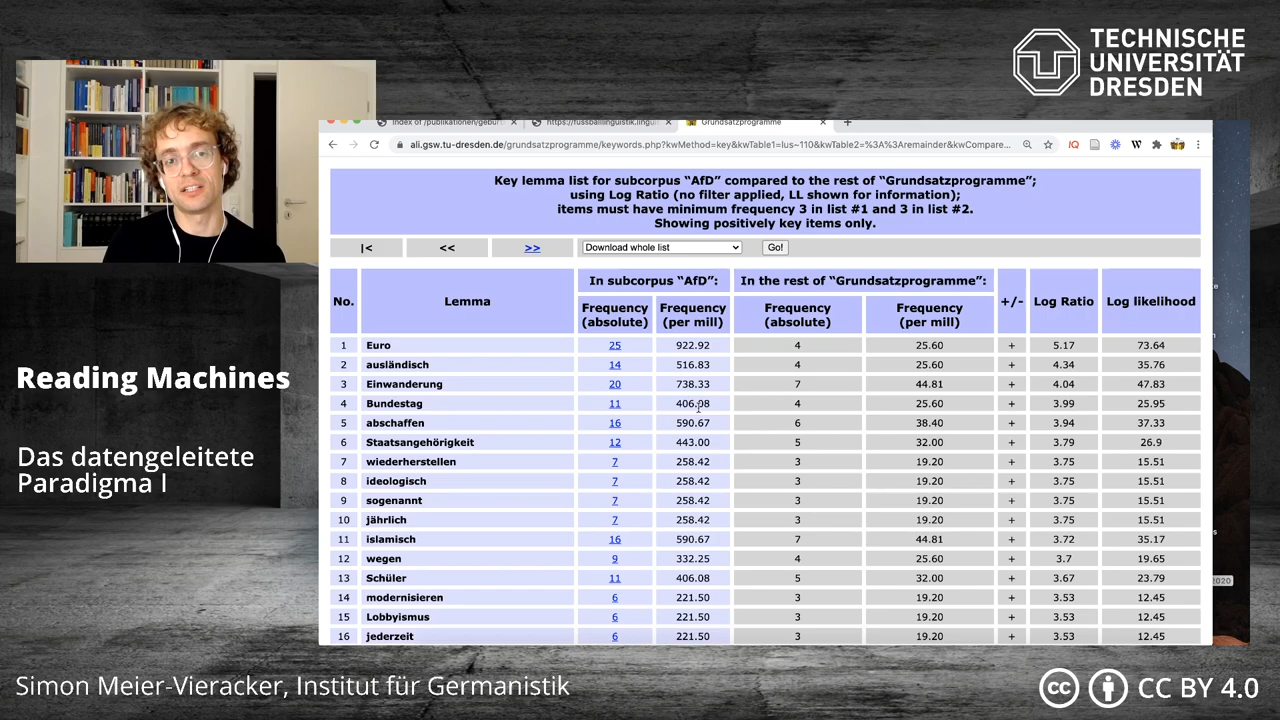 TECHNISCHE
UNIVERSITÄT
DRESDEN
Grundsatzprogramme
ali.gsw.tu-dresden.de/grundsatzprogramme/keywords.php?kwMethod=key&kwTable1=lus~110&kwTable2=%3A%3Aremainder&kwCompare...
Key lemma list for subcorpus “AfD” compared to the rest of “Grundsatzprogramme”;
using Log Ratio (no filter applied, LL shown for information);
items must have minimum frequency 3 in list #1 and 3 in list #2.
Showing positively key items only.
|< << >> Download whole list Go!
No. Lemma In subcorpus “AfD”: In the rest of “Grundsatzprogramme”: +/- Log Ratio Log likelihood
Frequency (absolute) Frequency (per mill) Frequency (absolute) Frequency (per mill)
1 Euro 25 922.92 4 25.60 + 5.17 73.64
2 ausländisch 14 516.83 4 25.60 + 4.34 35.76
3 Einwanderung 20 738.33 7 44.81 + 4.04 47.83
4 Bundestag 11 406.08 4 25.60 + 3.99 25.95
5 abschaffen 16 590.67 6 38.40 + 3.94 37.33
6 Staatsangehörigkeit 12 443.00 5 32.00 + 3.79 26.9
7 wiederherstellen 7 258.42 3 19.20 + 3.75 15.51
8 ideologisch 7 258.42 3 19.20 + 3.75 15.51
9 sogenannt 7 258.42 3 19.20 + 3.75 15.51
10 jährlich 7 258.42 3 19.20 + 3.75 15.51
11 islamisch 16 590.67 7 44.81 + 3.72 35.17
12 wegen 9 332.25 4 25.60 + 3.7 19.65
13 Schüler 11 406.08 5 32.00 + 3.67 23.79
14 modernisieren 6 221.50 3 19.20 + 3.53 12.45
15 Lobbyismus 6 221.50 3 19.20 + 3.53 12.45
16 jederzeit 6 221.50 3 19.20 + 3.53 12.45
2020
Reading Machines
Das datengeleitete
Paradigma I
Simon Meier-Vieracker, Institut für Germanistik
cc CC BY 4.0